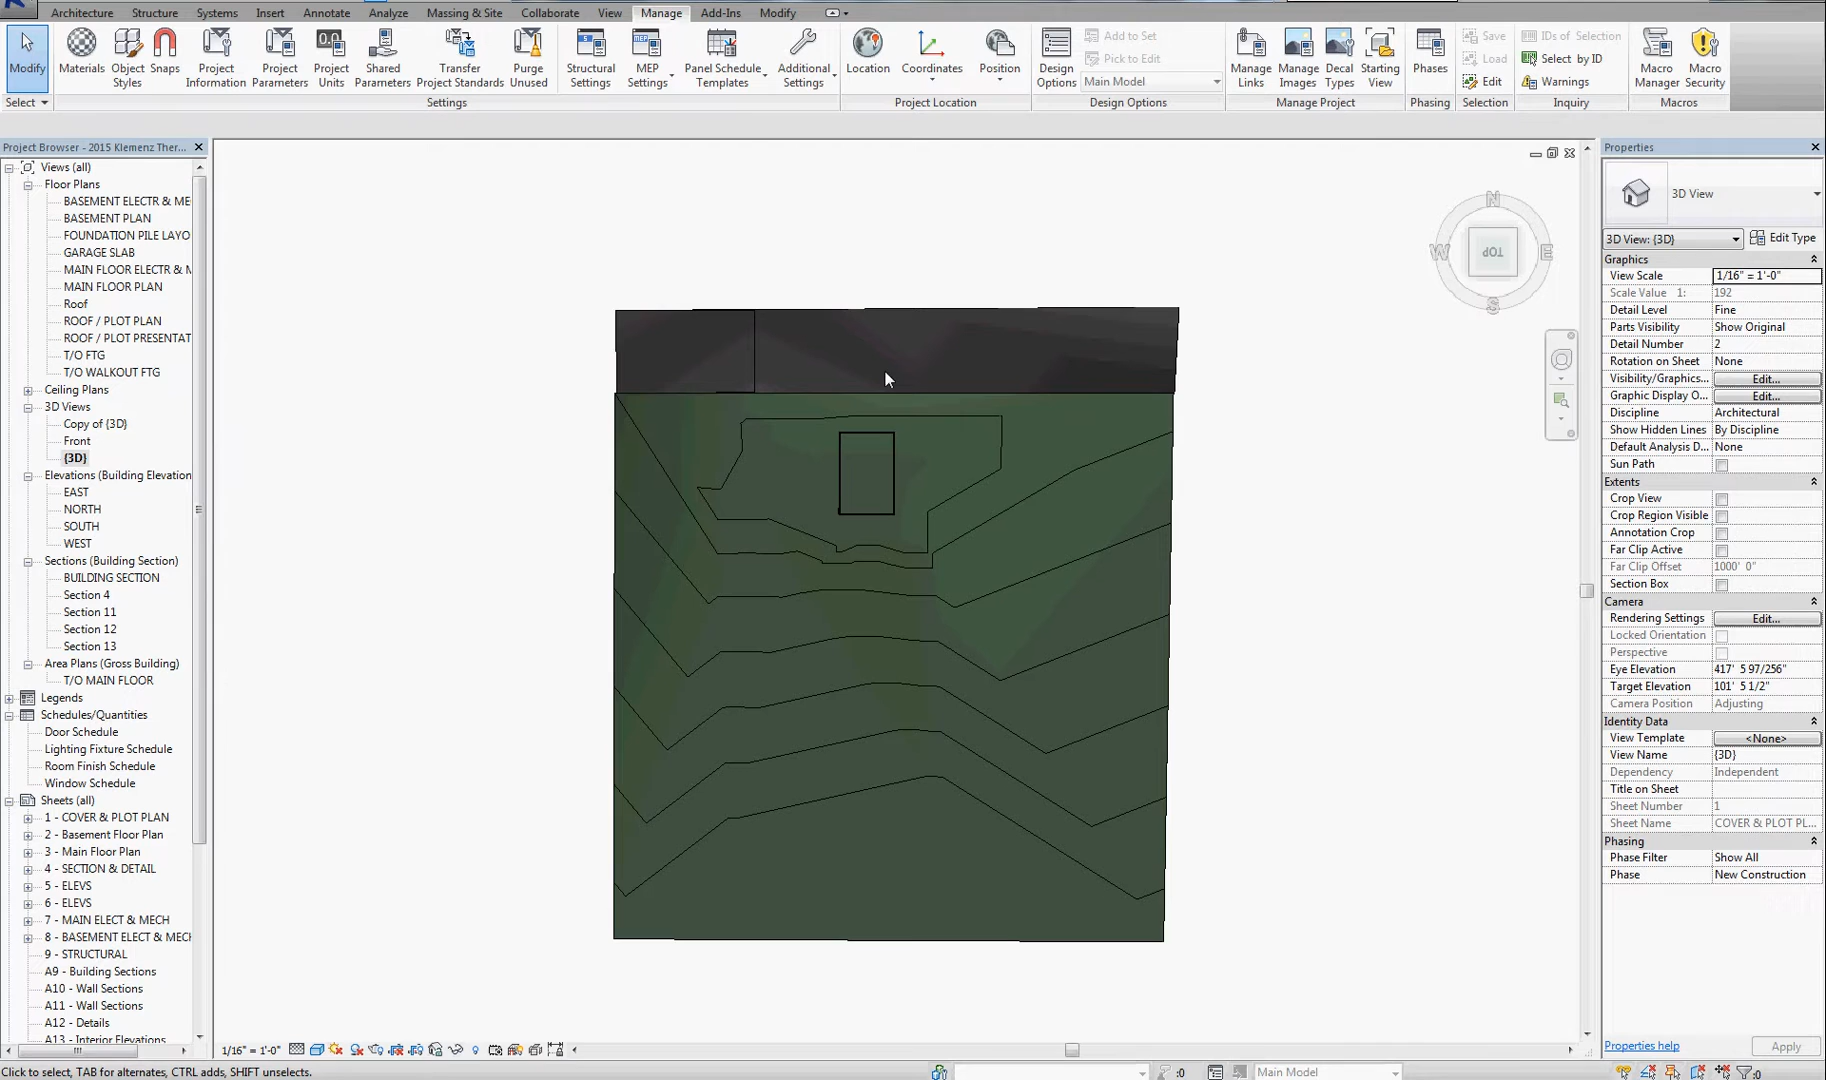 Architecture Structure Systems Insert Annotate Analyze Massing & Site Collaborate View Manage Add-Ins Modify
Modify
Materials
Object Styles
Snaps
Project Information
Project Parameters
Project Units
Shared Parameters
Transfer Project Standards
Purge Unused
Structural Settings
MEP Settings
Panel Schedule Templates
Additional Settings
Location
Coordinates
Position
Design Options
Add to Set
Pick to Edit
Main Model
Manage Links
Manage Images
Decal Types
Starting View
Phases
Save
Load
Edit
IDs of Selection
Select by ID
Warnings
Macro Manager
Macro Security
Select
Settings
Project Location
Design Options
Manage Project
Phasing
Selection
Inquiry
Macros
Project Browser - 2015 Klemenz Ther...
Views (all)
Floor Plans
BASEMENT ELECTR & ME
BASEMENT PLAN
FOUNDATION PILE LAYO
GARAGE SLAB
MAIN FLOOR ELECTR & M
MAIN FLOOR PLAN
Roof
ROOF / PLOT PLAN
ROOF / PLOT PRESENTAT
T/O FTG
T/O WALKOUT FTG
Ceiling Plans
3D Views
Copy of {3D}
Front
{3D}
Elevations (Building Elevation
EAST
NORTH
SOUTH
WEST
Sections (Building Section)
BUILDING SECTION
Section 4
Section 11
Section 12
Section 13
Area Plans (Gross Building)
T/O MAIN FLOOR
Legends
Schedules/Quantities
Door Schedule
Lighting Fixture Schedule
Room Finish Schedule
Window Schedule
Sheets (all)
1 - COVER & PLOT PLAN
2 - Basement Floor Plan
3 - Main Floor Plan
4 - SECTION & DETAIL
5 - ELEVS
6 - ELEVS
7 - MAIN ELECT & MECH
8 - BASEMENT ELECT & MECH
9 - STRUCTURAL
A9 - Building Sections
A10 - Wall Sections
A11 - Wall Sections
A12 - Details
A13 - Interior Elevations
N
W TOP E
S
Properties
3D View
3D View: {3D} Edit Type
Graphics
View Scale 1/16" = 1'-0"
Scale Value 1: 192
Detail Level Fine
Parts Visibility Show Original
Detail Number 2
Rotation on Sheet None
Visibility/Graphics... Edit...
Graphic Display O... Edit...
Discipline Architectural
Show Hidden Lines By Discipline
Default Analysis D... None
Sun Path
Extents
Crop View
Crop Region Visible
Annotation Crop
Far Clip Active
Far Clip Offset 1000' 0"
Section Box
Camera
Rendering Settings Edit...
Locked Orientation
Perspective
Eye Elevation 417' 5 97/256"
Target Elevation 101' 5 1/2"
Camera Position Adjusting
Identity Data
View Template <None>
View Name {3D}
Dependency Independent
Title on Sheet
Sheet Number 1
Sheet Name COVER & PLOT PL...
Phasing
Phase Filter Show All
Phase New Construction
Properties help Apply
1/16" = 1'-0"
Click to select, TAB for alternates, CTRL adds, SHIFT unselects.
:0
Main Model
:0